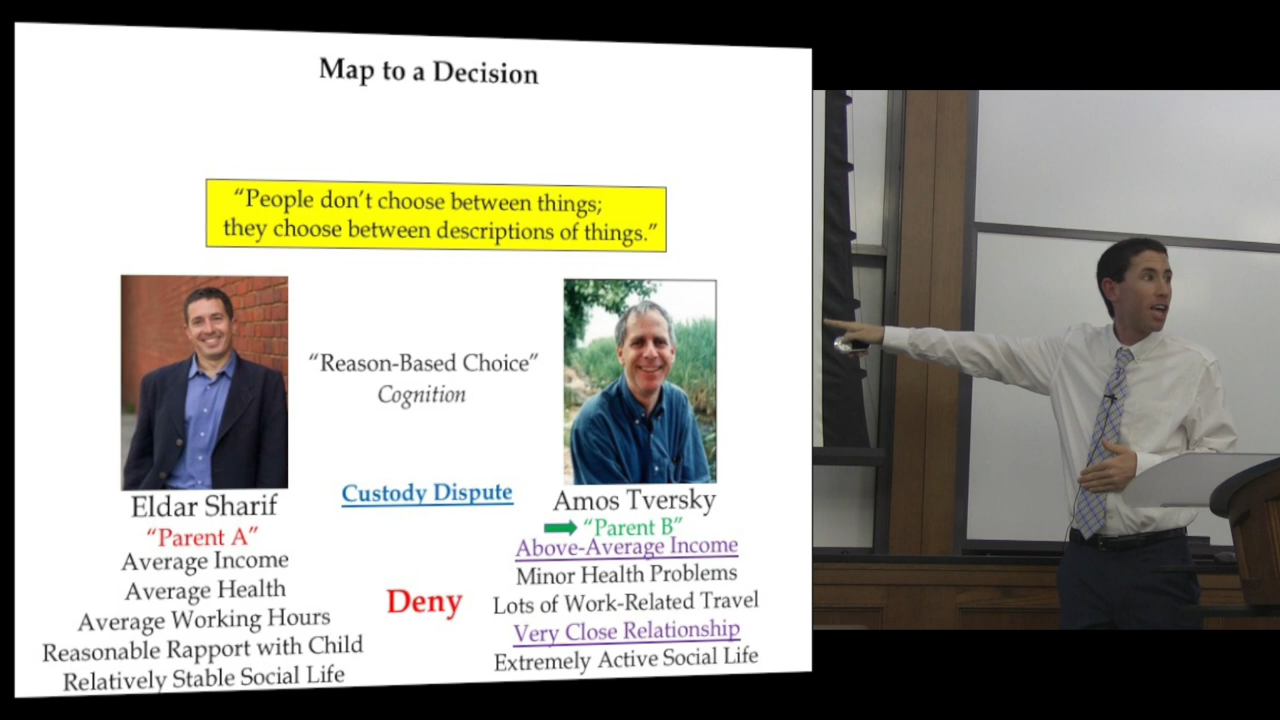 Map to a Decision
“People don’t choose between things;
they choose between descriptions of things.”
“Reason-Based Choice”
Cognition
Custody Dispute
Eldar Sharif
“Parent A”
Average Income
Average Health
Average Working Hours
Reasonable Rapport with Child
Relatively Stable Social Life
Deny
Amos Tversky
“Parent B”
Above-Average Income
Minor Health Problems
Lots of Work-Related Travel
Very Close Relationship
Extremely Active Social Life